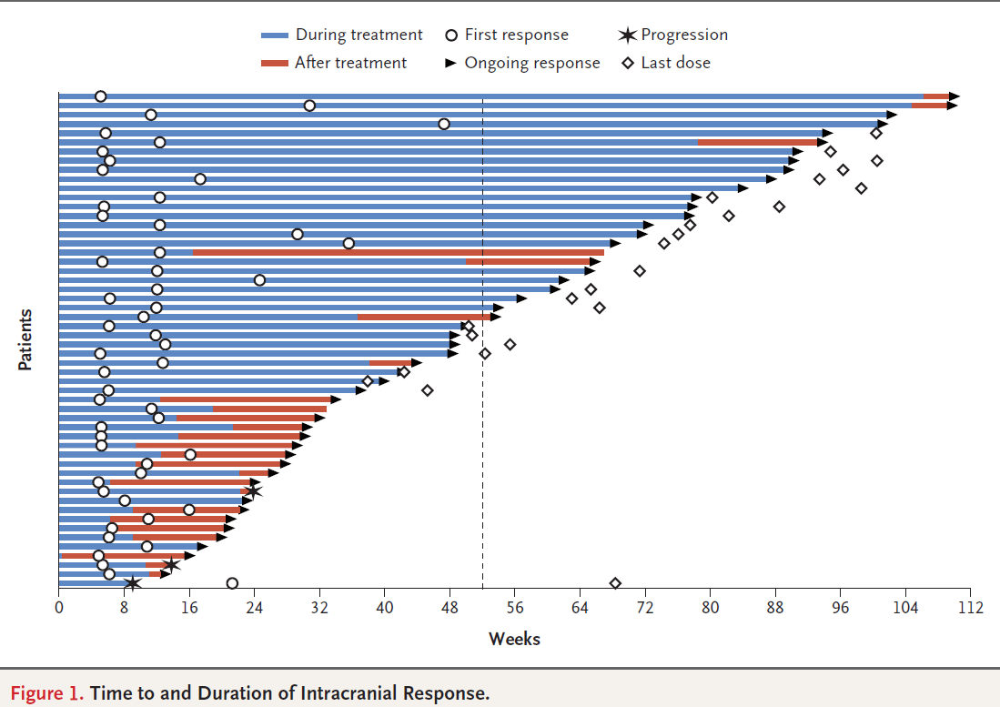 During treatment First response Progression
After treatment Ongoing response Last dose
Patients
0 8 16 24 32 40 48 56 64 72 80 88 96 104 112
Weeks
Figure 1. Time to and Duration of Intracranial Response.